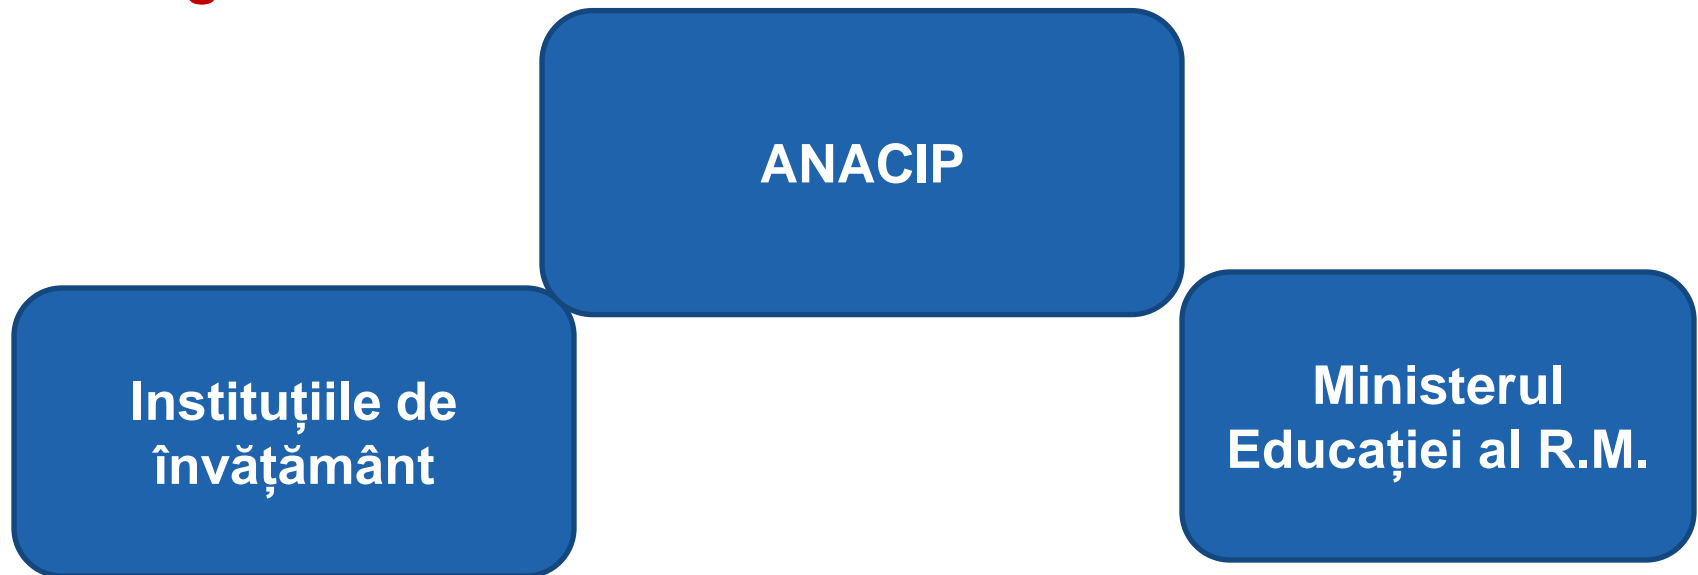 ANACIP
Instituțiile de
învățământ
Ministerul
Educației al R.M.